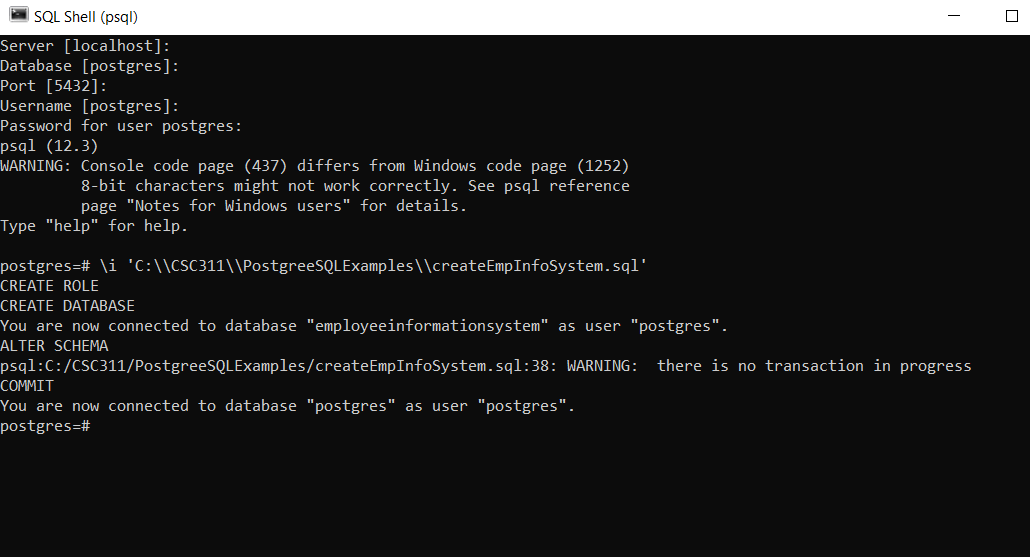 SQL Shell (psql)
Server [localhost]:
Database [postgres]:
Port [5432]:
Username [postgres]:
Password for user postgres:
psql (12.3)
WARNING: Console code page (437) differs from Windows code page (1252)
         8-bit characters might not work correctly. See psql reference
         page "Notes for Windows users" for details.
Type "help" for help.

postgres=# \i 'C:\\CSC311\\PostgreeSQLExamples\\createEmpInfoSystem.sql'
CREATE ROLE
CREATE DATABASE
You are now connected to database "employeeinformationsystem" as user "postgres".
ALTER SCHEMA
psql:C:/CSC311/PostgreeSQLExamples/createEmpInfoSystem.sql:38: WARNING:  there is no transaction in progress
COMMIT
You are now connected to database "postgres" as user "postgres".
postgres=#